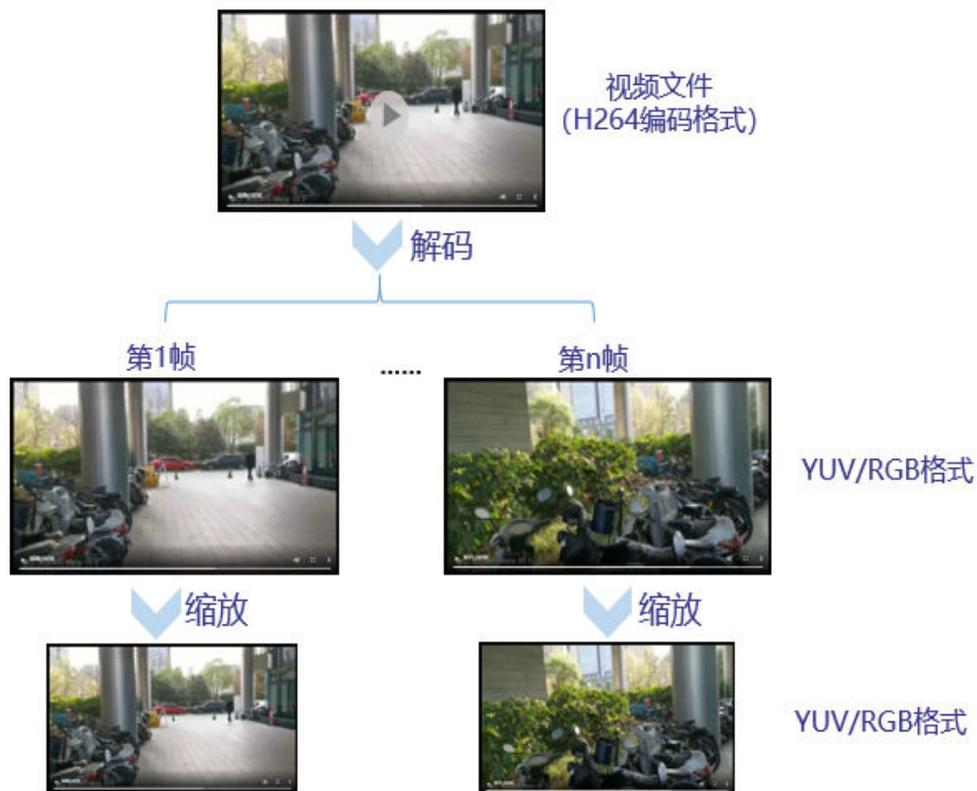 视频文件
(H264编码格式)
解码
第1帧
......
第n帧
YUV/RGB格式
缩放
缩放
YUV/RGB格式